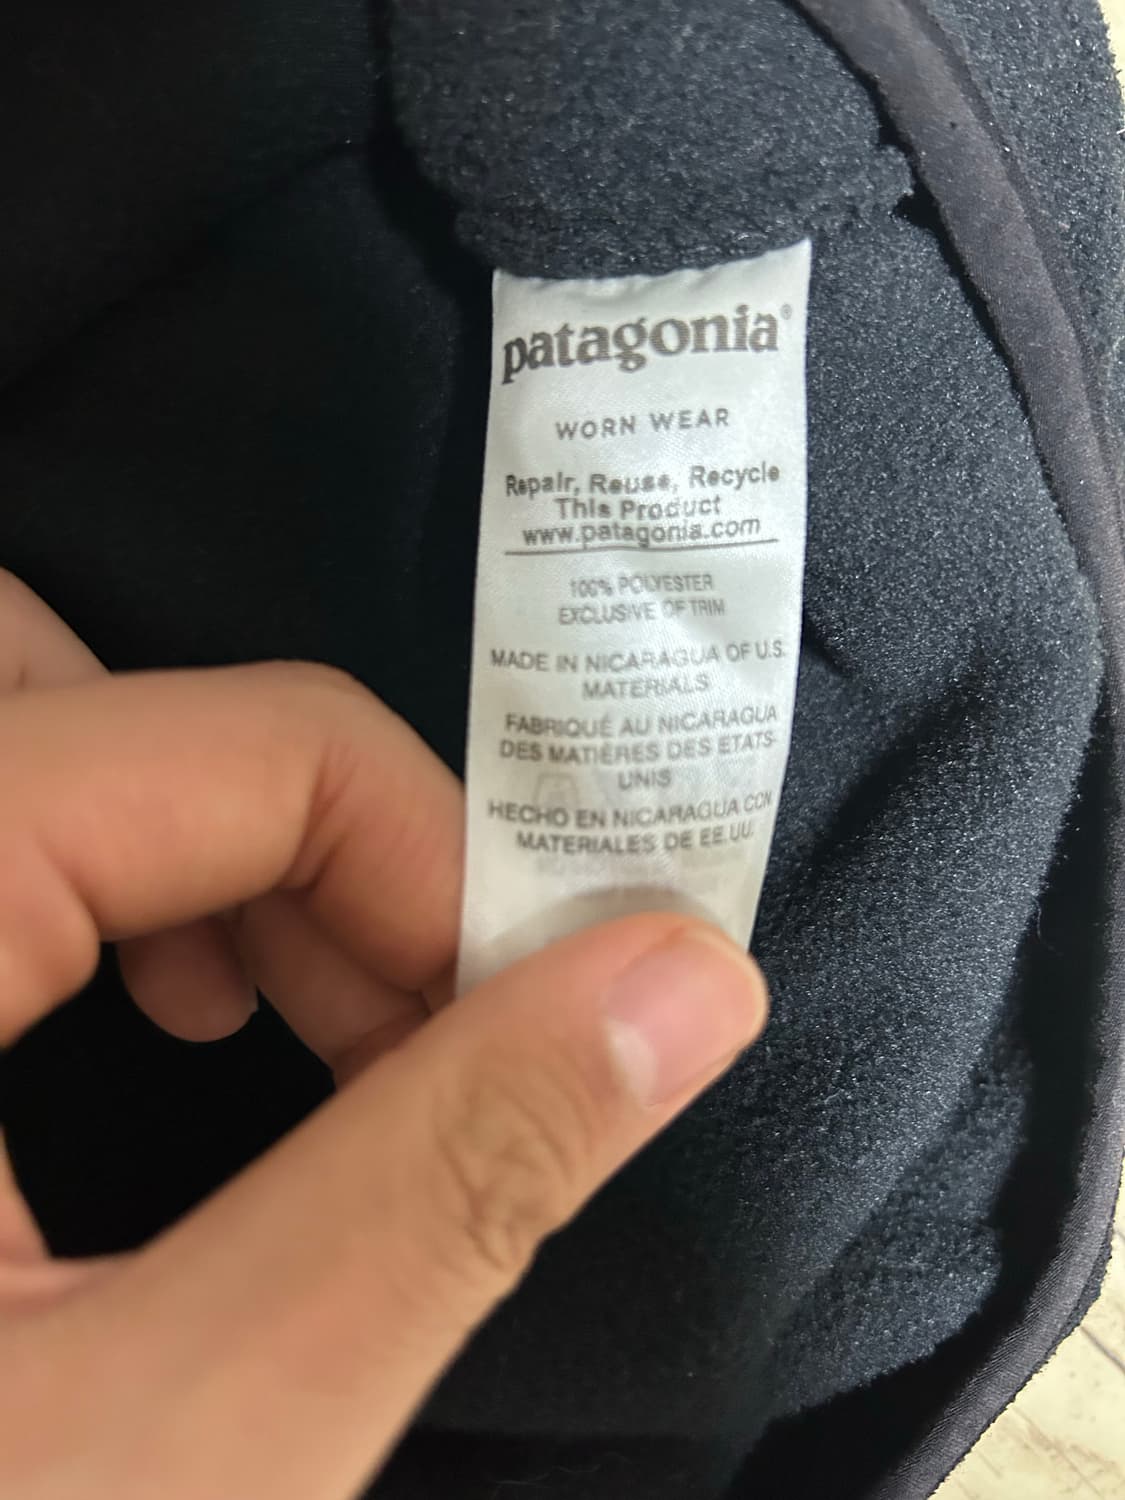 patagonia®
WORN WEAR
Repair, Reuse, Recycle
This Product
www.patagonia.com
100% POLYESTER
EXCLUSIVE OF TRIM
MADE IN NICARAGUA OF U.S.
MATERIALS
FABRIQUÉ AU NICARAGUA
DES MATIÈRES DES ETATS-
UNIS
HECHO EN NICARAGUA CON
MATERIALES DE EE.UU.